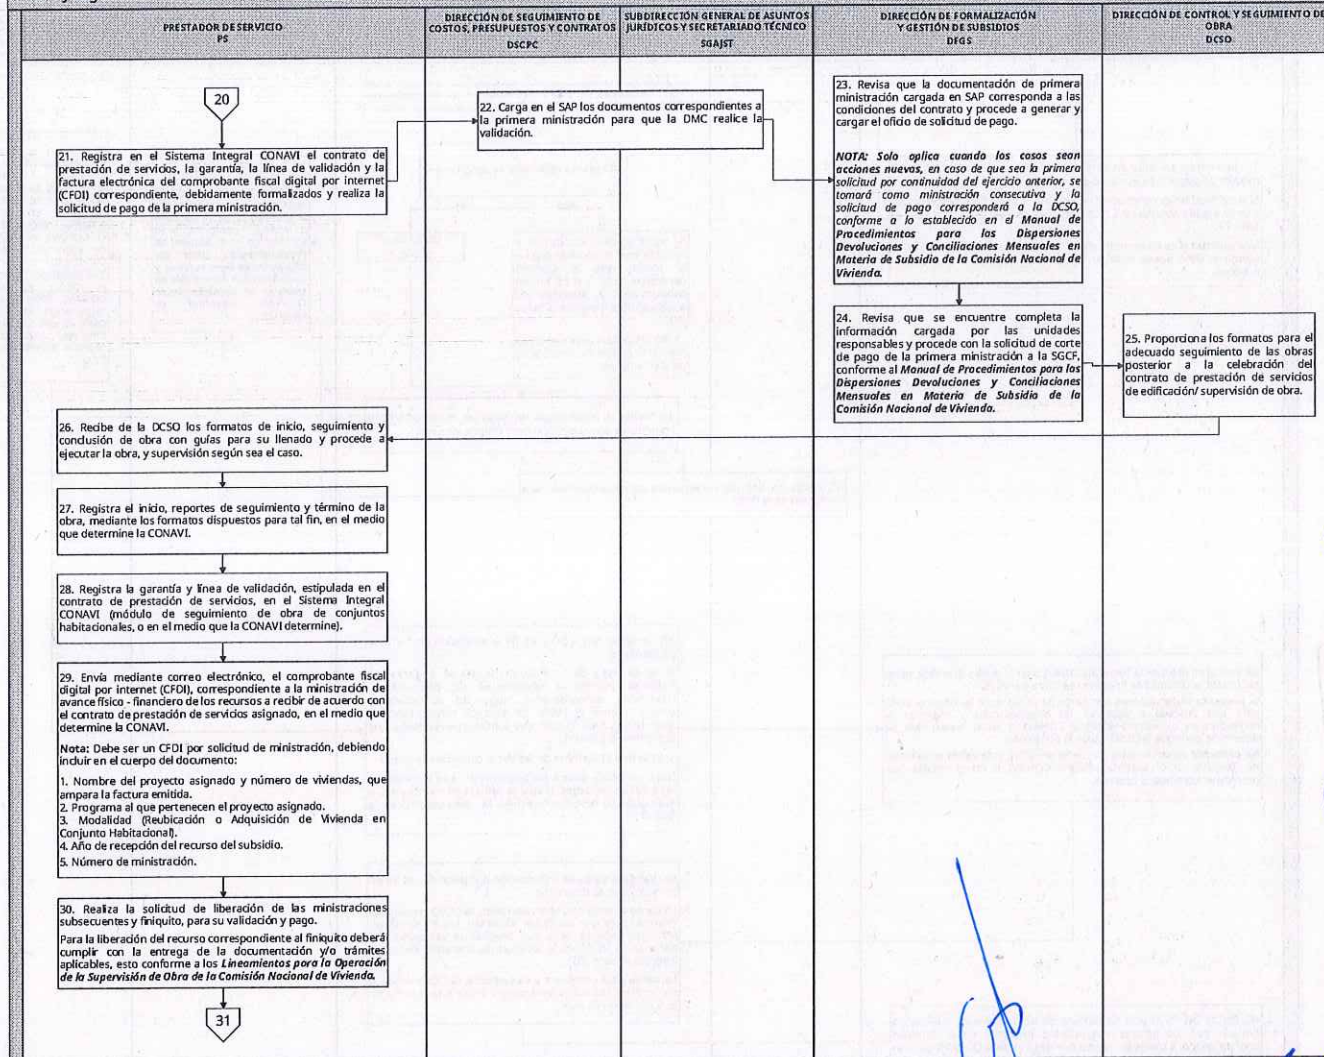 PRESTADOR DE SERVICIO
PS
DIRECCIÓN DE SEGUIMIENTO DE
COSTOS, PRESUPUESTOS Y CONTRATOS
DSCPC
SUBDIRECCIÓN GENERAL DE ASUNTOS
JURÍDICOS Y SECRETARIADO TÉCNICO
SGAJST
DIRECCIÓN DE FORMALIZACIÓN
Y GESTIÓN DE SUBSIDIOS
DFGS
DIRECCIÓN DE CONTROL Y SEGUIMIENTO DE
OBRA
DCSO
20
21. Registra en el Sistema Integral CONAVI el contrato de
prestación de servicios, la garantía, la línea de validación y la
factura electrónica del comprobante fiscal digital por internet
(CFDI) correspondiente, debidamente formalizados y realiza la
solicitud de pago de la primera ministración.
22. Carga en el SAP los documentos correspondientes a
la primera ministración para que la DMC realice la
validación.
23. Revisa que la documentación de primera
ministración cargada en SAP corresponda a las
condiciones del contrato y procede a generar y
cargar el oficio de solicitud de pago.
NOTA: Solo aplica cuando los casos sean
acciones nuevas, en caso de que sea la primera
solicitud por continuidad del ejercicio anterior, se
tomará como ministración consecutiva y la
solicitud de pago corresponderá a la DCSO,
conforme a lo establecido en el Manual de
Procedimientos para las Dispersiones
Devoluciones y Conciliaciones Mensuales en
Materia de Subsidio de la Comisión Nacional de
Vivienda.
24. Revisa que se encuentre completa la
información cargada por las unidades
responsables y procede con la solicitud de corte
de pago de la primera ministración a la SGCF,
conforme al Manual de Procedimientos para las
Dispersiones Devoluciones y Conciliaciones
Mensuales en Materia de Subsidio de la
Comisión Nacional de Vivienda.
25. Proporciona los formatos para el
adecuado seguimiento de las obras
posterior a la celebración del
contrato de prestación de servicios
de edificación/ supervisión de obra.
26. Recibe de la DCSO los formatos de inicio, seguimiento y
conclusión de obra con guías para su llenado y procede a
ejecutar la obra, y supervisión según sea el caso.
27. Registra el inicio, reportes de seguimiento y término de la
obra, mediante los formatos dispuestos para tal fin, en el medio
que determine la CONAVI.
28. Registra la garantía y línea de validación, estipulada en el
contrato de prestación de servicios, en el Sistema Integral
CONAVI (módulo de seguimiento de obra de conjuntos
habitacionales, o en el medio que la CONAVI determine).
29. Envía mediante correo electrónico, el comprobante fiscal
digital por internet (CFDI), correspondiente a la ministración de
avance físico - financiero de los recursos a recibir de acuerdo con
el contrato de prestación de servicios asignado, en el medio que
determine la CONAVI.
Nota: Debe ser un CFDI por solicitud de ministración, debiendo
incluir en el cuerpo del documento:
1. Nombre del proyecto asignado y número de viviendas, que
ampara la factura emitida.
2. Programa al que pertenecen el proyecto asignado.
3. Modalidad (Reubicación o Adquisición de Vivienda en
Conjunto Habitacional).
4. Año de recepción del recurso del subsidio.
5. Número de ministración.
30. Realiza la solicitud de liberación de las ministraciones
subsecuentes y finiquito, para su validación y pago.
Para la liberación del recurso correspondiente al finiquito deberá
cumplir con la entrega de la documentación y/o trámites
aplicables, esto conforme a los Lineamientos para la Operación
de la Supervisión de Obra de la Comisión Nacional de Vivienda.
31